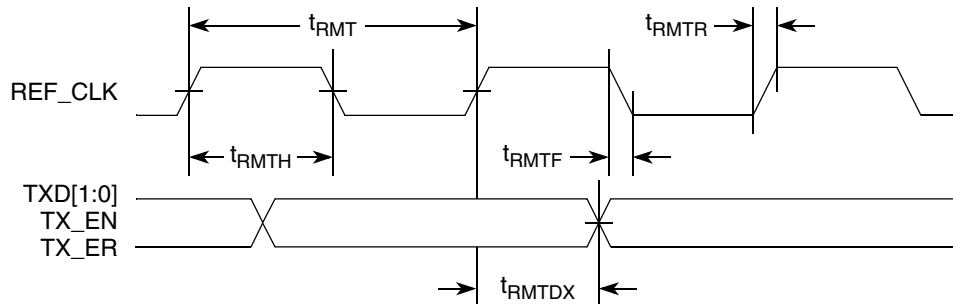 tRMT
tRMTR
REF_CLK
tRMTH
tRMTF
TXD[1:0]
TX_EN
TX_ER
tRMTDX